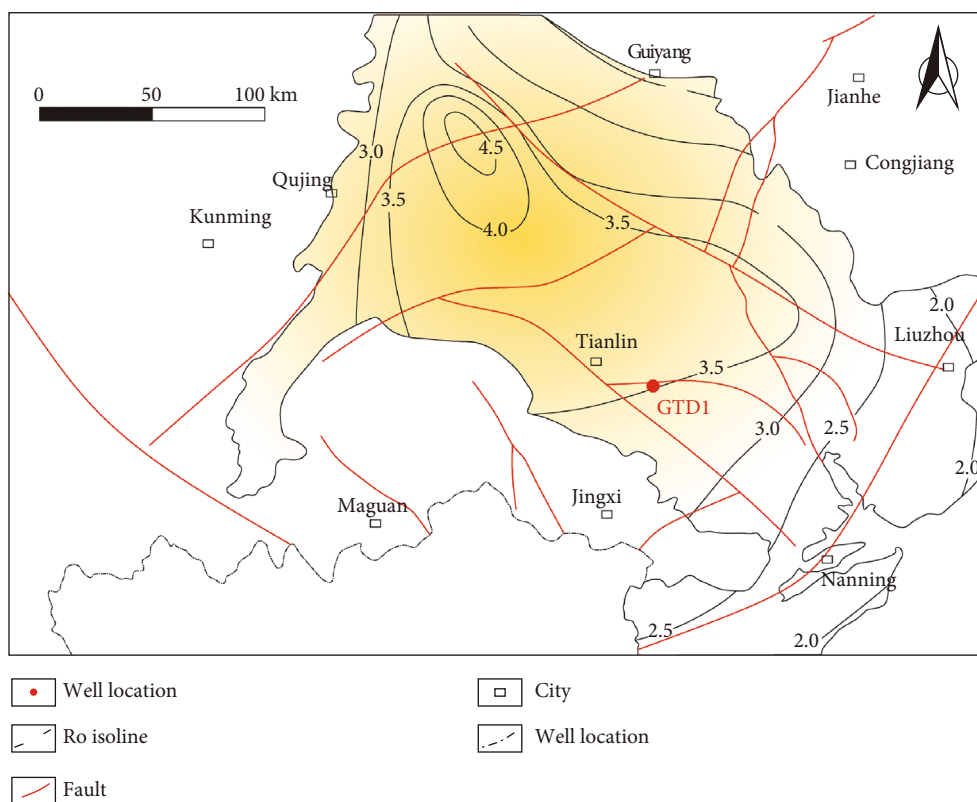 Guiyang
0 50 100 km
Jianhe
3.0
4.5
Congjiang
Qujing
3.5
Kunming
4.0
3.5
2.0
Liuzhou
Tianlin
3.5
GTD1
3.0
2.5
2.0
Maguan
Jingxi
Nanning
2.5
2.0
Well location
City
Ro isoline
Well location
Fault